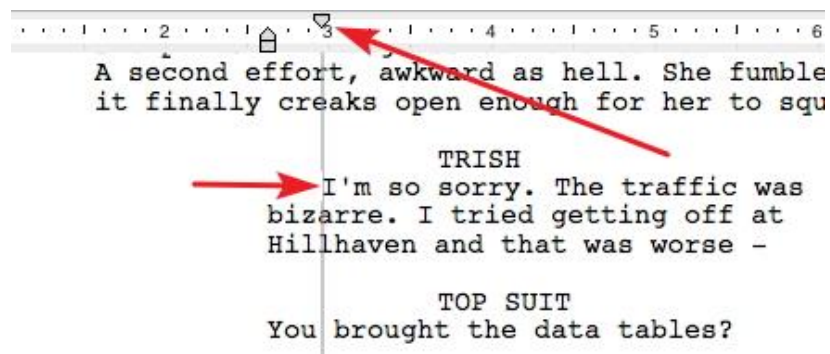 2 3 4 5 6
A second effort, awkward as hell. She fumble
it finally creaks open enough for her to squ
TRISH
I'm so sorry. The traffic was
bizarre. I tried getting off at
Hillhaven and that was worse –
TOP SUIT
You brought the data tables?